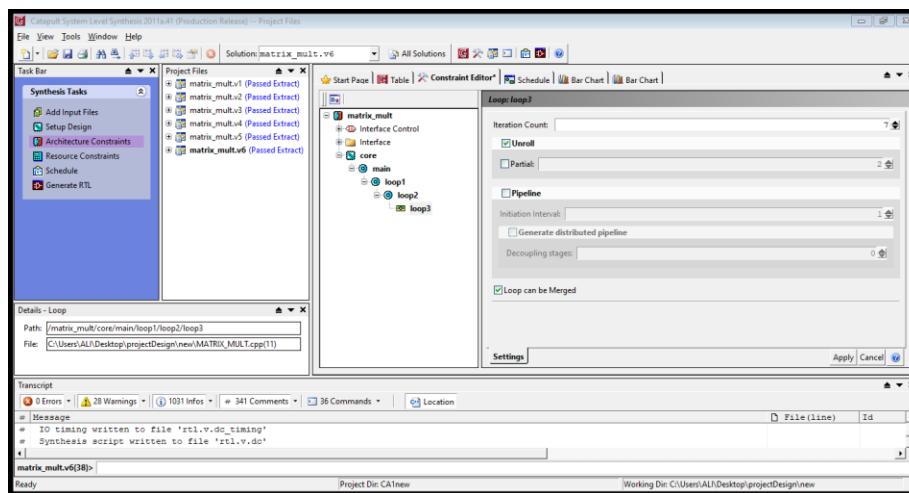 Catapult System Level Synthesis 2011a.41 (Production Release) -- Project Files
File View Tools Window Help
Solution: matrix_mult.v6 All Solutions
Task Bar
Synthesis Tasks
Add Input Files
Setup Design
Architecture Constraints
Resource Constraints
Schedule
Generate RTL
Project Files
matrix_mult.v1 (Passed Extract)
matrix_mult.v2 (Passed Extract)
matrix_mult.v3 (Passed Extract)
matrix_mult.v4 (Passed Extract)
matrix_mult.v5 (Passed Extract)
matrix_mult.v6 (Passed Extract)
Start Page Table Constraint Editor* Schedule Bar Chart Bar Chart
matrix_mult
Interface Control
Interface
core
main
loop1
loop2
loop3
Loop: loop3
Iteration Count: 7
Unroll
Partial: 2
Pipeline
Initiation Interval: 1
Generate distributed pipeline
Decoupling stages: 0
Loop can be Merged
Settings Apply Cancel
Details - Loop
Path: /matrix_mult/core/main/loop1/loop2/loop3
File: C:\Users\ALI\Desktop\projectDesign\new\MATRIX_MULT.cpp(11)
Transcript
0 Errors 28 Warnings 1031 Infos # 341 Comments 36 Commands Location
# Message File(line) Id
# IO timing written to file 'rtl.v.dc_timing'
# Synthesis script written to file 'rtl.v.dc'
matrix_mult.v6(38)>
Ready Project Dir: CA1new Working Dir: C:\Users\ALI\Desktop\projectDesign\new